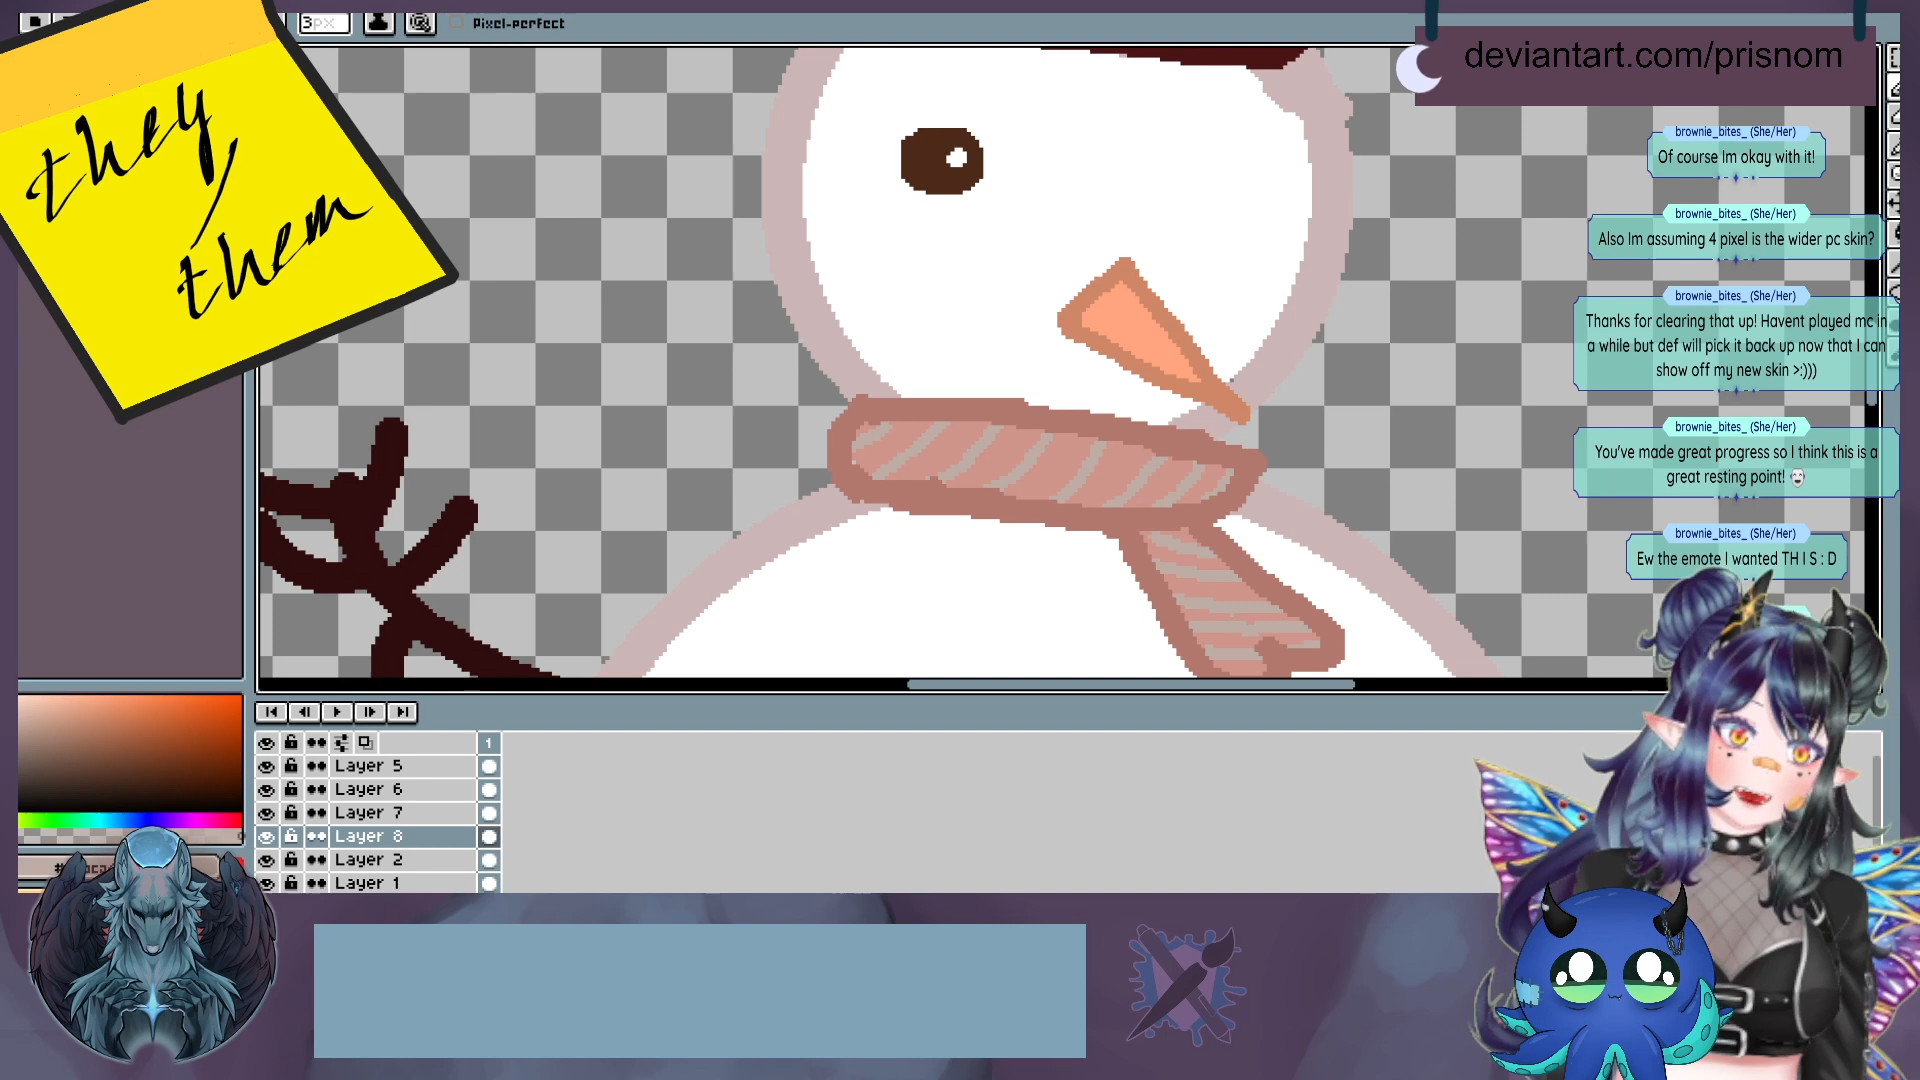 3px
Pixel-perfect
they
/
them
deviantart.com/prisnom
brownie_bites_ (She/Her)
Of course Im okay with it!
brownie_bites_ (She/Her)
Also Im assuming 4 pixel is the wider pc skin?
brownie_bites_ (She/Her)
Thanks for clearing that up! Havent played mc in
a while but def will pick it back up now that I can
show off my new skin >:)))
brownie_bites_ (She/Her)
You've made great progress so I think this is a
great resting point!
brownie_bites_ (She/Her)
Ew the emote I wanted TH I S : D
1
Layer 5
Layer 6
Layer 7
Layer 8
Layer 2
Layer 1